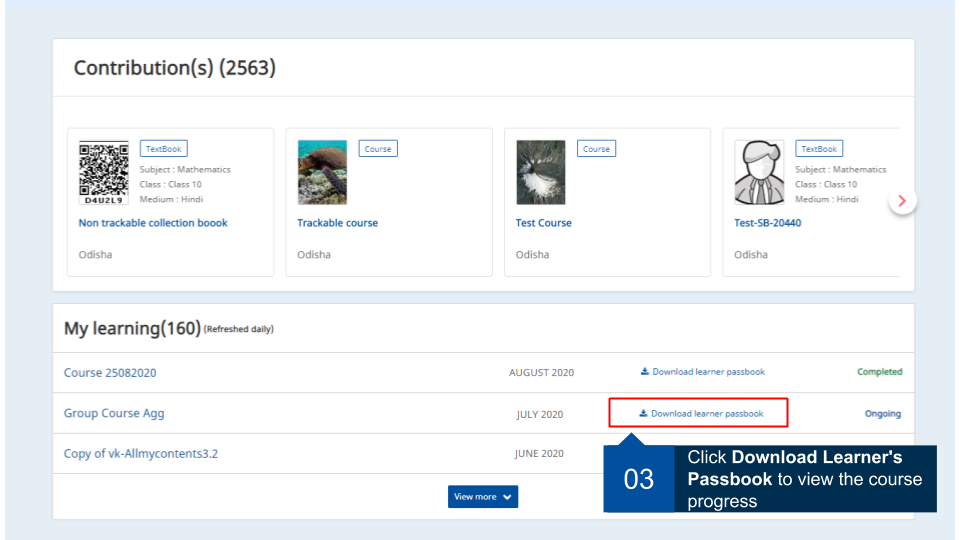 Contribution(s) (2563)
TextBook
Subject : Mathematics
Class : Class 10
Medium : Hindi
D4U2L9
Non trackable collection boook
Odisha
Course
Trackable course
Odisha
Course
Test Course
Odisha
TextBook
Subject : Mathematics
Class : Class 10
Medium : Hindi
Test-SB-20440
Odisha
My learning(160) (Refreshed daily)
Course 25082020 AUGUST 2020 Download learner passbook Completed
Group Course Agg JULY 2020 Download learner passbook Ongoing
Copy of vk-Allmycontents3.2 JUNE 2020
View more
03
Click Download Learner's
Passbook to view the course
progress